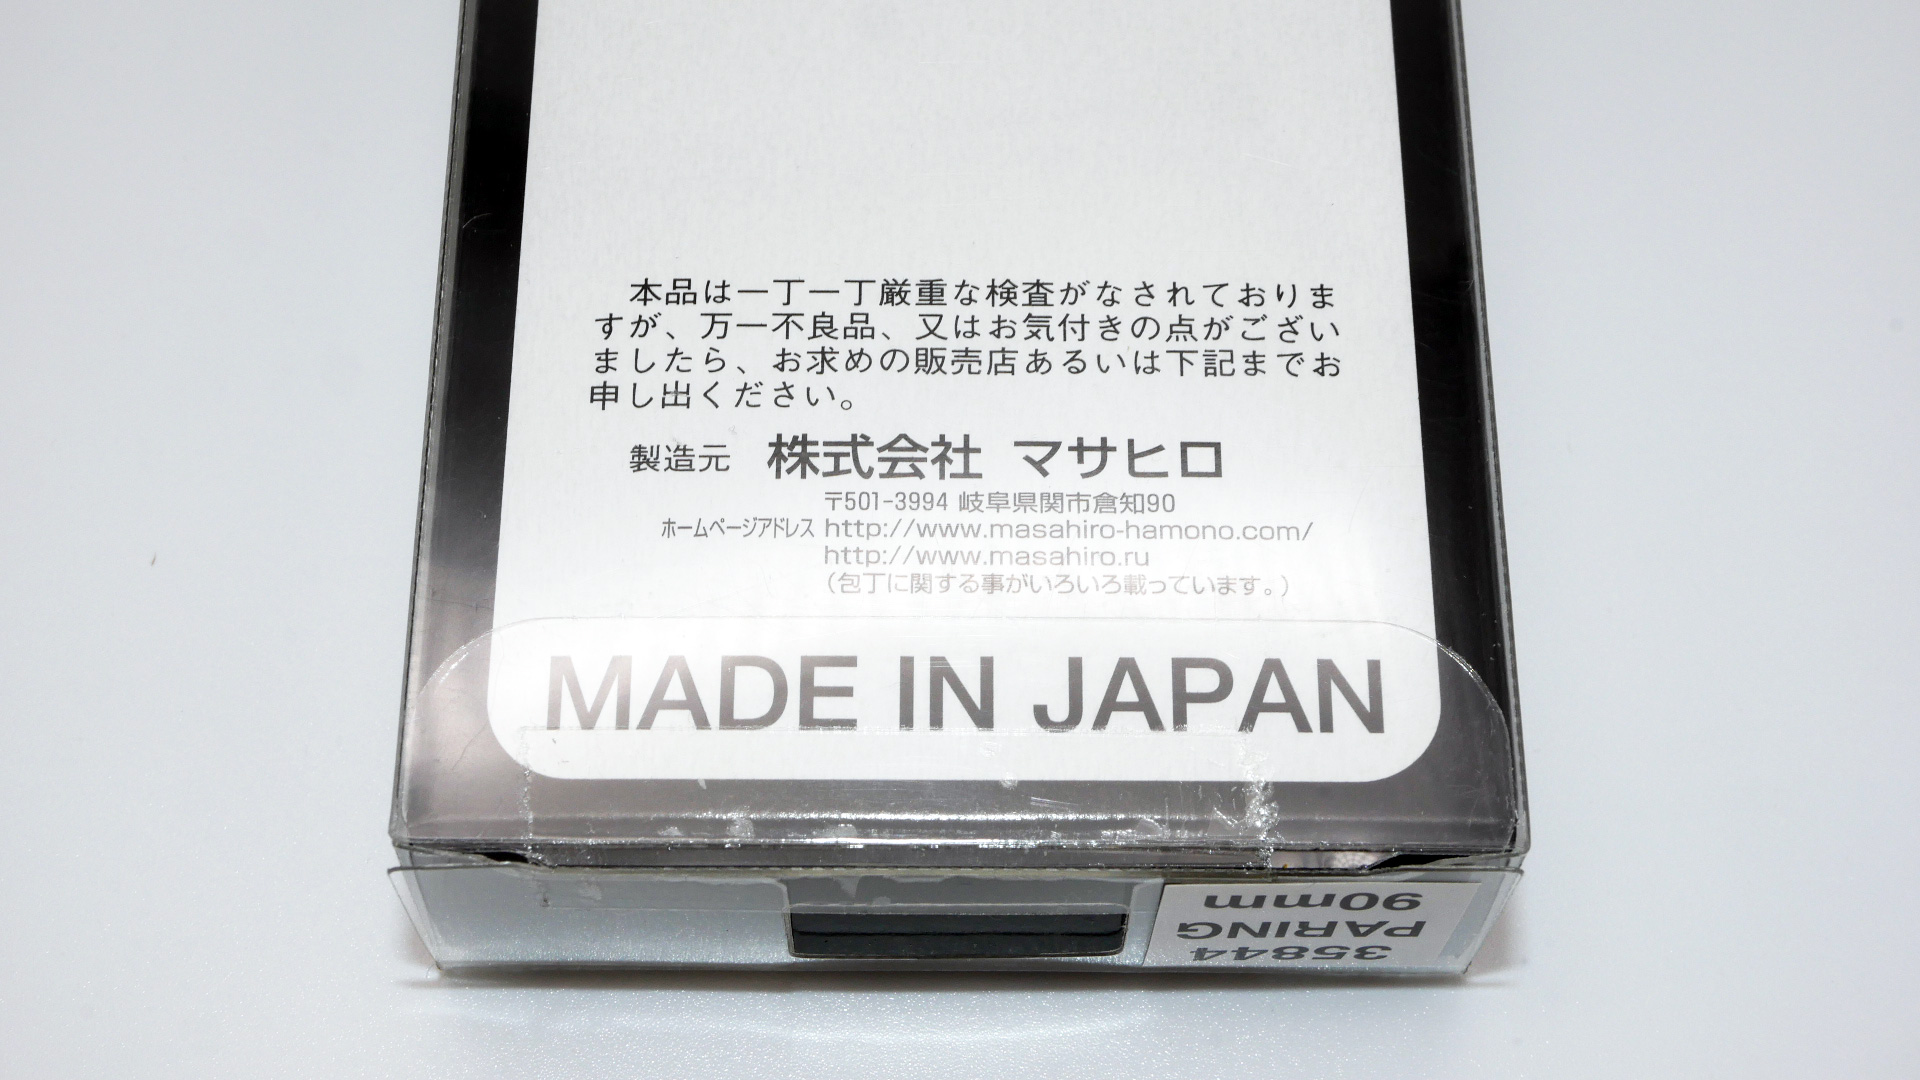 本品は一丁一丁厳重な検査がなされておりま
すが、万一不良品、又はお気付きの点がござい
ましたら、お求めの販売店あるいは下記までお
申し出ください。
製造元 株式会社 マサヒロ
〒501-3994 岐阜県関市倉知90
ホームページアドレス http://www.masahiro-hamono.com/
http://www.masahiro.ru
（包丁に関する事がいろいろ載っています。）
MADE IN JAPAN
35844
PARING
90mm